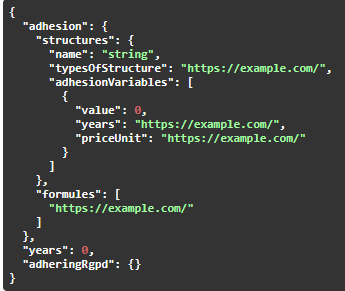 {
  "adhesion": {
    "structures": {
      "name": "string",
      "typesOfStructure": "https://example.com/",
      "adhesionVariables": [
        {
          "value": 0,
          "years": "https://example.com/",
          "priceUnit": "https://example.com/"
        }
      ]
    },
    "formules": [
      "https://example.com/"
    ]
  },
  "years": 0,
  "adheringRgpd": {}
}